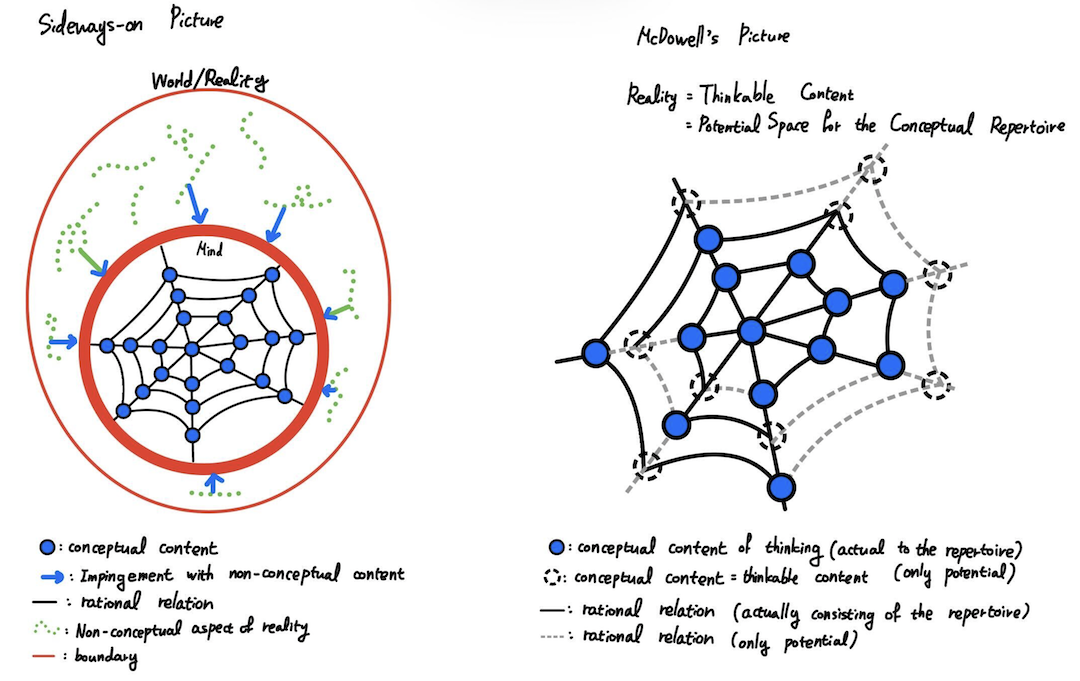 Sideways-on Picture
World/Reality
Mind
: conceptual content
: Impingement with non-conceptual content
: rational relation
: Non-conceptual aspect of reality
: boundary
McDowell's Picture
Reality = Thinkable Content
= Potential Space for the Conceptual Repertoire
: conceptual content of thinking (actual to the repertoire)
: conceptual content = thinkable content (only potential)
: rational relation (actually consisting of the repertoire)
: rational relation (only potential)